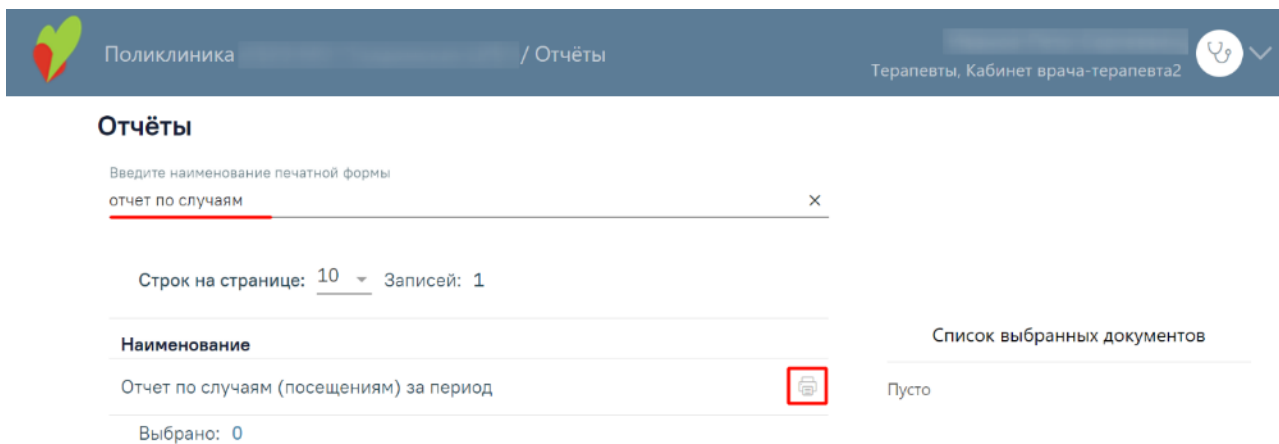 Поликлиника / Отчёты
Терапевты, Кабинет врача-терапевта2
Отчёты
Введите наименование печатной формы
отчет по случаям
Строк на странице: 10 Записей: 1
Список выбранных документов
Наименование
Отчет по случаям (посещениям) за период
Пусто
Выбрано: 0